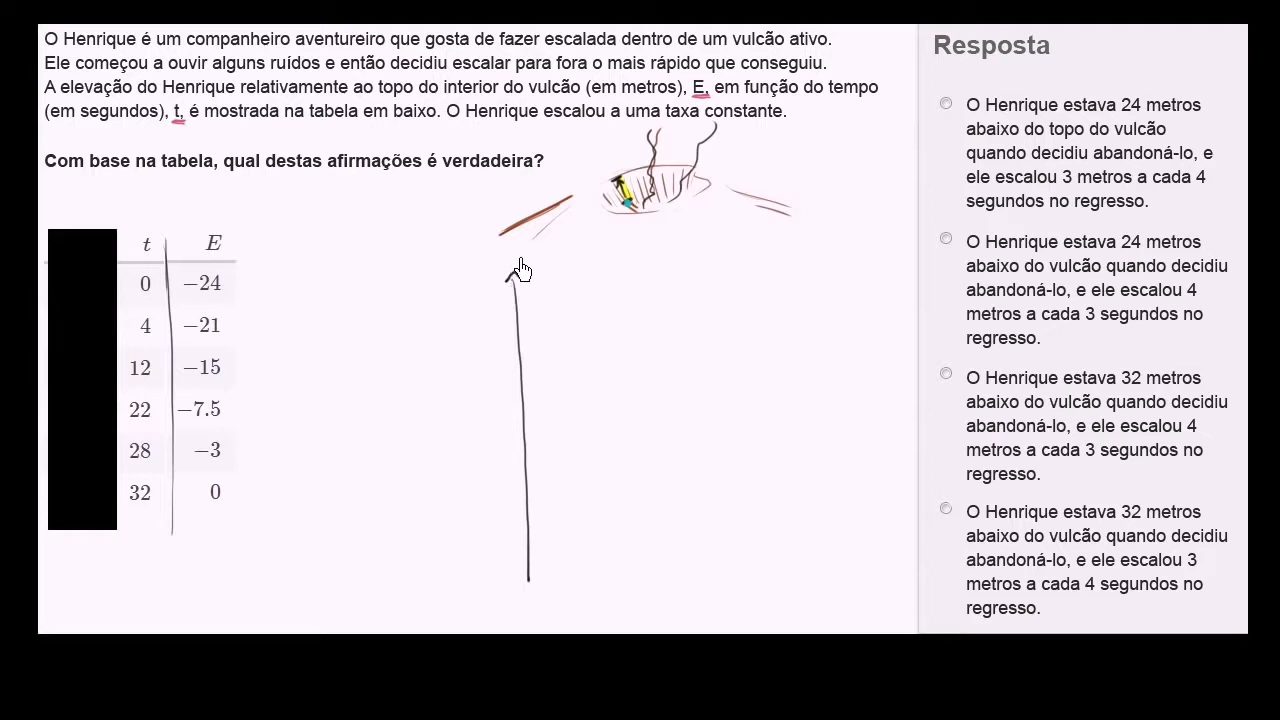 O Henrique é um companheiro aventureiro que gosta de fazer escalada dentro de um vulcão ativo.
Ele começou a ouvir alguns ruídos e então decidiu escalar para fora o mais rápido que conseguiu.
A elevação do Henrique relativamente ao topo do interior do vulcão (em metros), E, em função do tempo
(em segundos), t, é mostrada na tabela em baixo. O Henrique escalou a uma taxa constante.
Com base na tabela, qual destas afirmações é verdadeira?
t E
0 −24
4 −21
12 −15
22 −7.5
28 −3
32 0
Resposta
O Henrique estava 24 metros
abaixo do topo do vulcão
quando decidiu abandoná-lo, e
ele escalou 3 metros a cada 4
segundos no regresso.
O Henrique estava 24 metros
abaixo do vulcão quando decidiu
abandoná-lo, e ele escalou 4
metros a cada 3 segundos no
regresso.
O Henrique estava 32 metros
abaixo do vulcão quando decidiu
abandoná-lo, e ele escalou 4
metros a cada 3 segundos no
regresso.
O Henrique estava 32 metros
abaixo do vulcão quando decidiu
abandoná-lo, e ele escalou 3
metros a cada 4 segundos no
regresso.